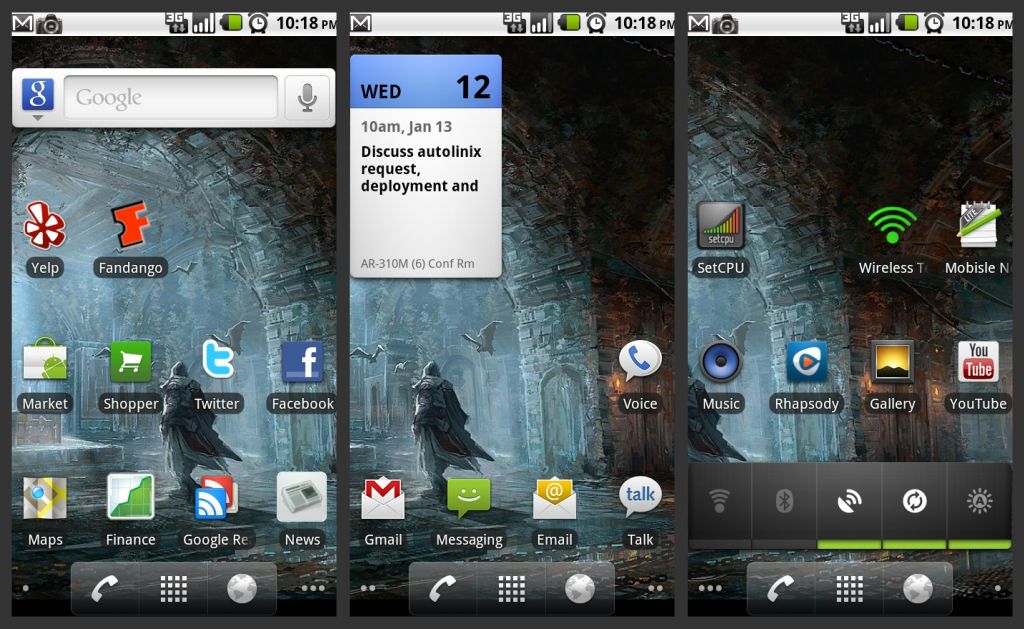 3G 10:18 PM
g Google
Yelp Fandango
Market Shopper Twitter Facebook
Maps Finance Google Re News
3G 10:18 PM
WED 12
10am, Jan 13
Discuss autolinix
request,
deployment and
AR-310M (6) Conf Rm
Voice
talk
Gmail Messaging Email Talk
3G 10:18 PM
setcpu LITE
SetCPU Wireless T Mobisle N
You
Tube
Music Rhapsody Gallery YouTube